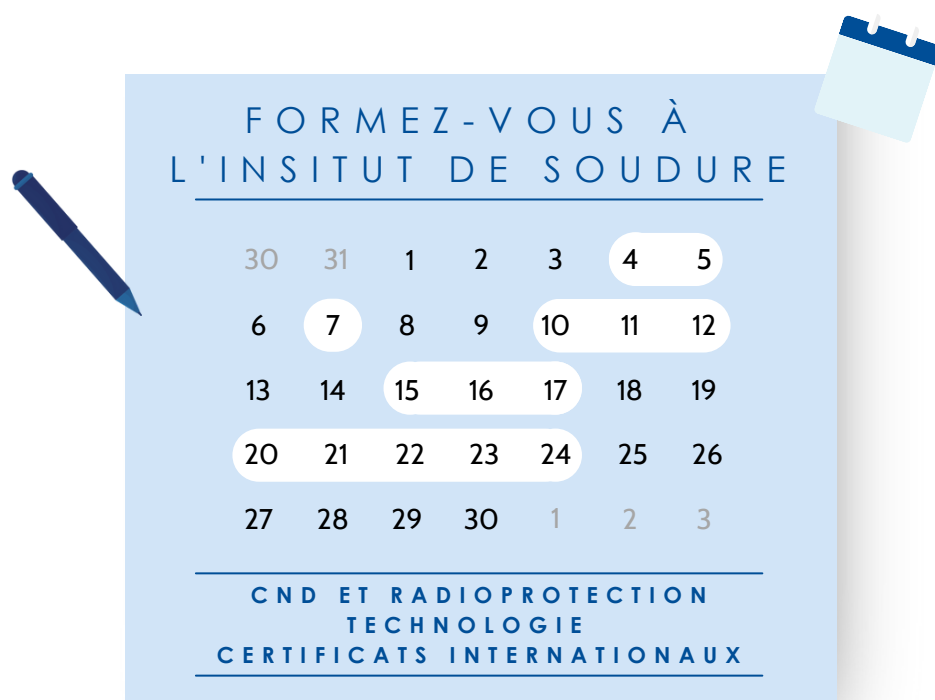 FORMEZ-VOUS À
L'INSITUT DE SOUDURE
30 31 1 2 3 4 5
6 7 8 9 10 11 12
13 14 15 16 17 18 19
20 21 22 23 24 25 26
27 28 29 30 1 2 3
CND ET RADIOPROTECTION
TECHNOLOGIE
CERTIFICATS INTERNATIONAUX